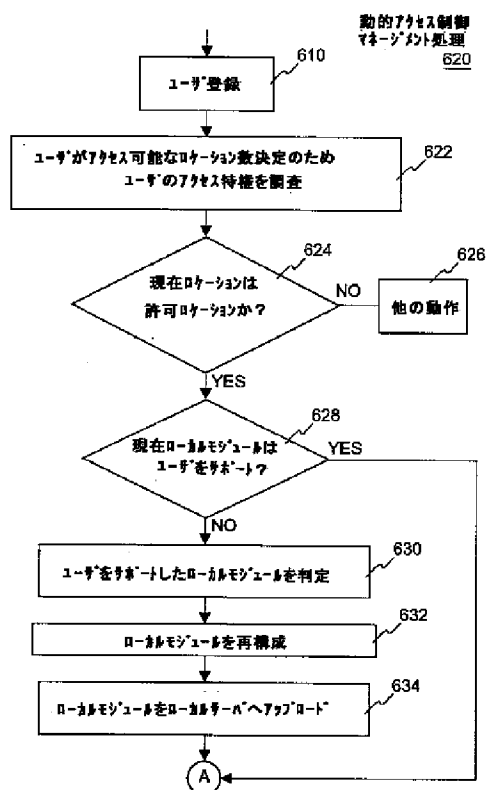 動的アクセス制御
マネージメント処理
620
610
ユーザ登録
ユーザがアクセス可能なロケーション数決定のため
ユーザのアクセス特権を調査
622
624
現在ロケーションは
許可ロケーションか?
NO
626
他の動作
YES
628
現在ローカルモジュールは
ユーザをサポート?
YES
NO
630
ユーザをサポートしたローカルモジュールを判定
632
ローカルモジュールを再構成
634
ローカルモジュールをローカルサーバへアップロード
A